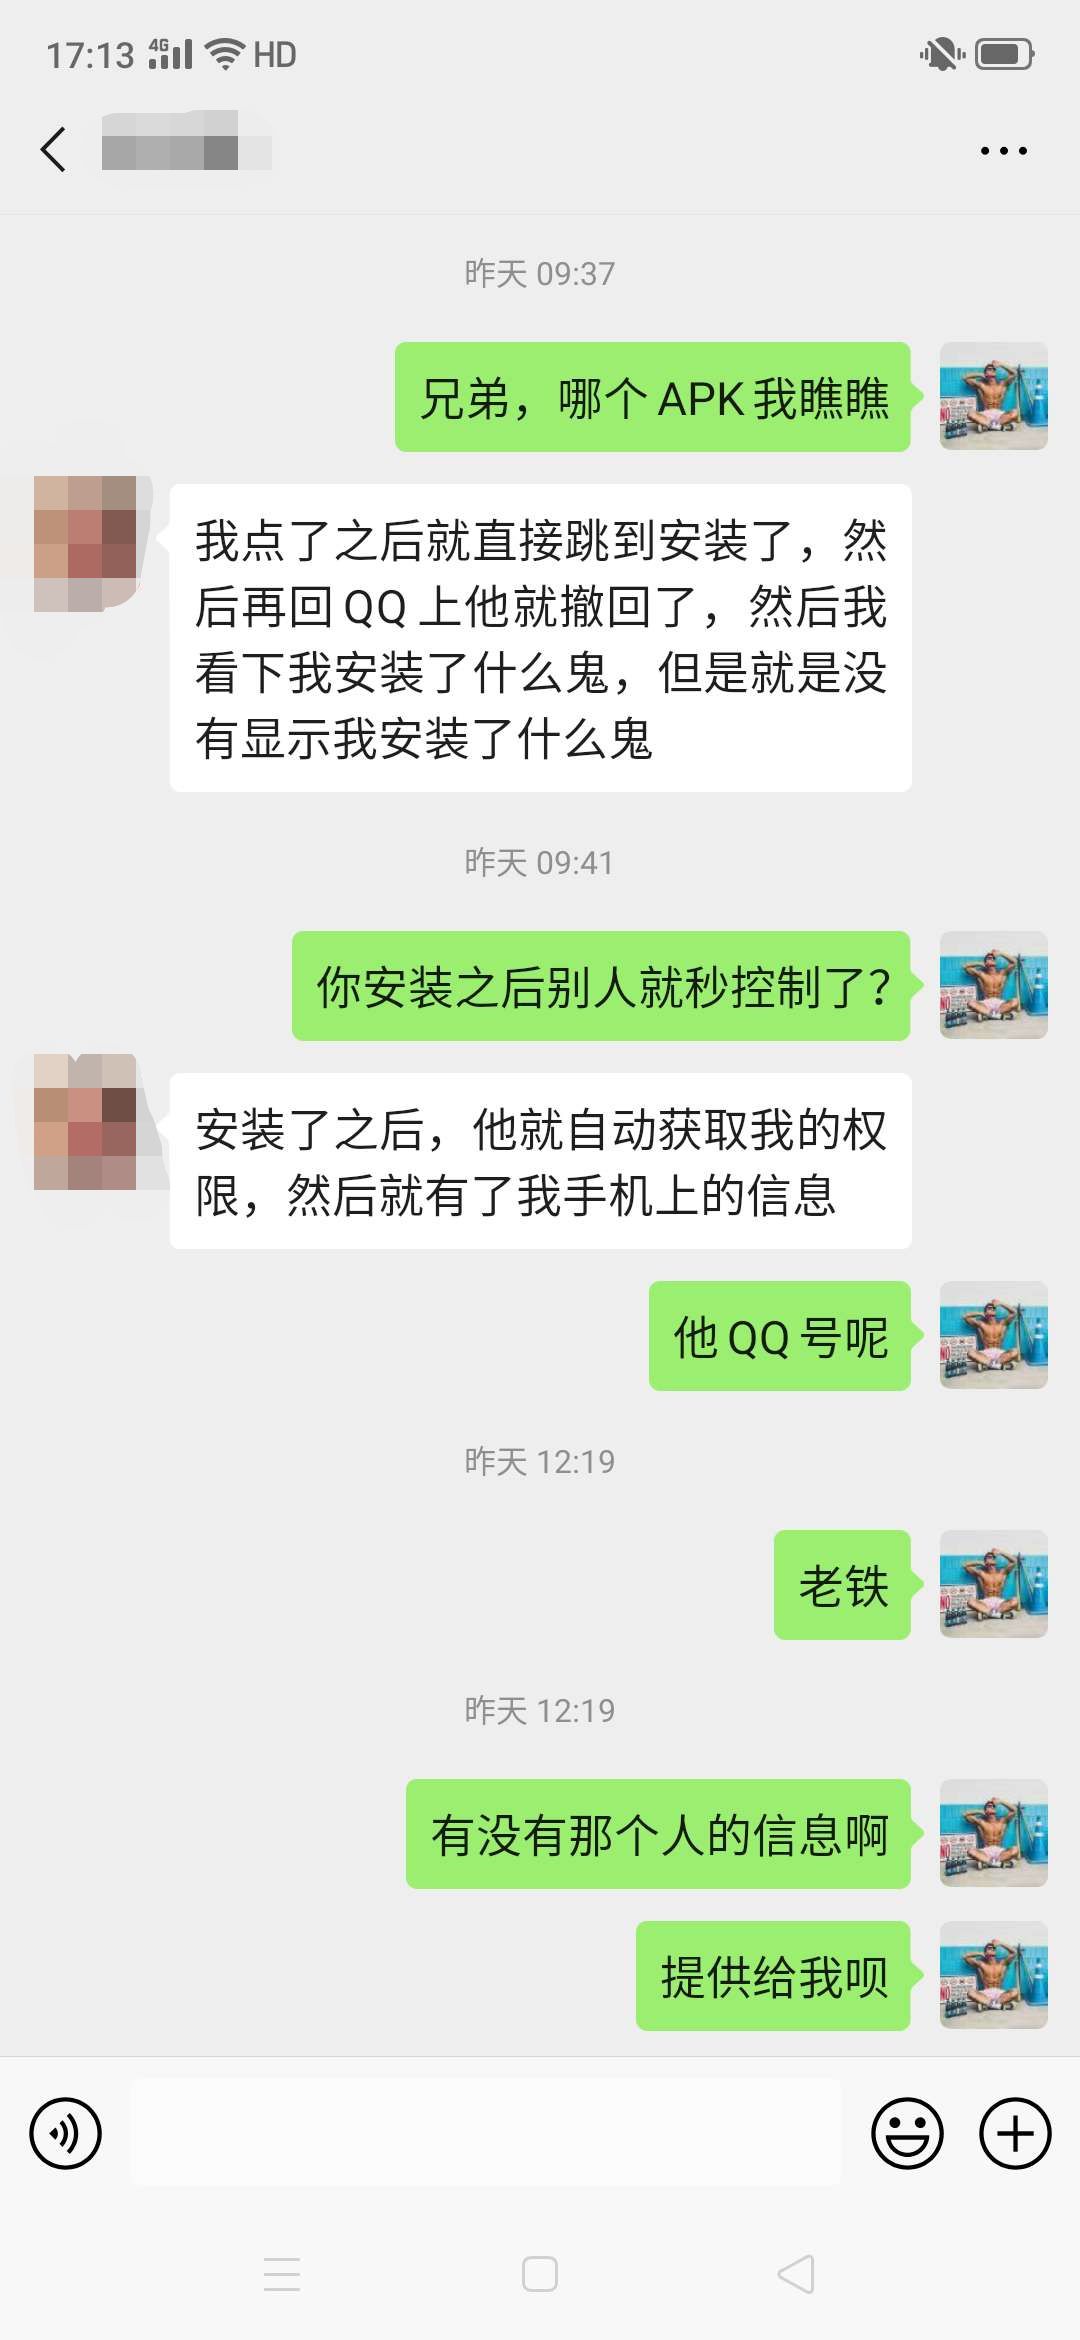 17:13 4G HD
昨天 09:37
兄弟，哪个 APK 我瞧瞧
我点了之后就直接跳到安装了，然
后再回 QQ 上他就撤回了，然后我
看下我安装了什么鬼，但是就是没
有显示我安装了什么鬼
昨天 09:41
你安装之后别人就秒控制了？
安装了之后，他就自动获取我的权
限，然后就有了我手机上的信息
他 QQ 号呢
昨天 12:19
老铁
昨天 12:19
有没有那个人的信息啊
提供给我呗